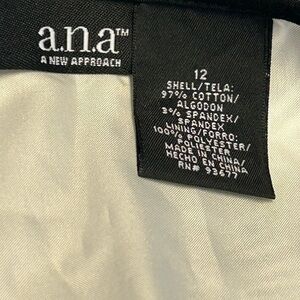 a.n.a™
A NEW APPROACH
12
SHELL/TELA:
97% COTTON/
ALGODON
3% SPANDEX/
SPANDEX
LINING/FORRO:
100% POLYESTER/
POLIESTER
MADE IN CHINA/
HECHO EN CHINA
RN# 93677